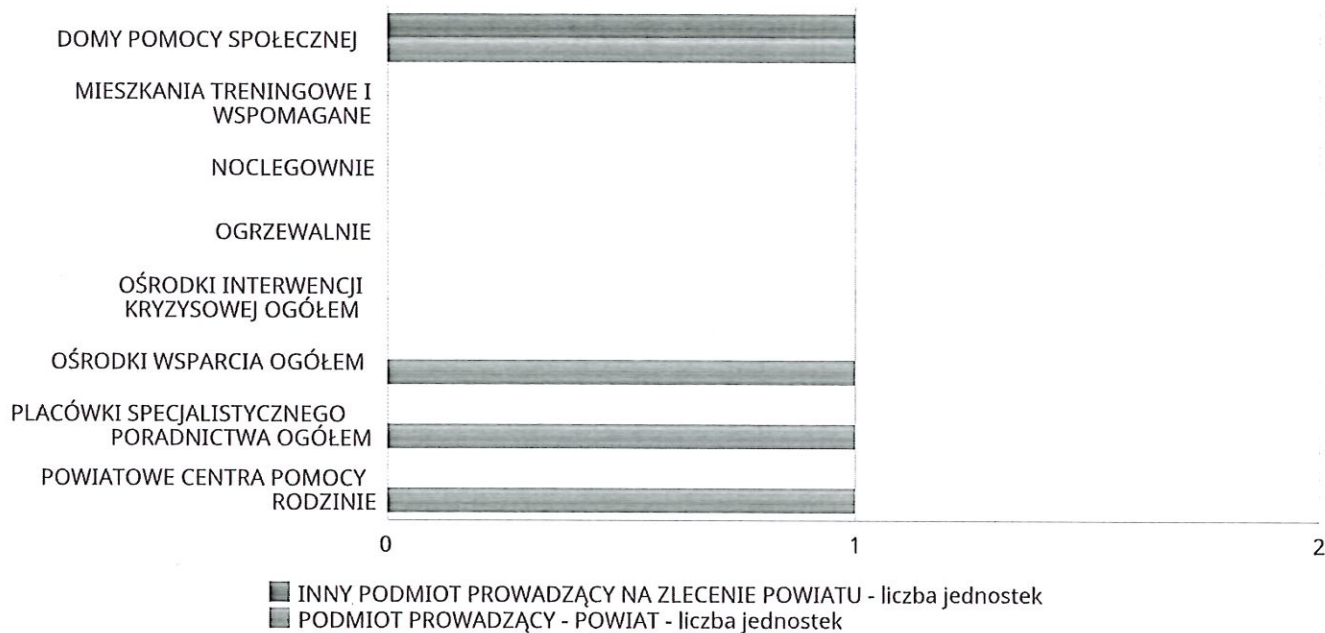 DOMY POMOCY SPOŁECZNEJ
MIESZKANIA TRENINGOWE I
WSPOMAGANE
NOCLEGOWNIE
OGRZEWALNIE
OŚRODKI INTERWENCJI
KRYZYSOWEJ OGÓŁEM
OŚRODKI WSPARCIA OGÓŁEM
PLACÓWKI SPECJALISTYCZNEGO
PORADNICTWA OGÓŁEM
POWIATOWE CENTRA POMOCY
RODZINIE
0 1 2
INNY PODMIOT PROWADZĄCY NA ZLECENIE POWIATU - liczba jednostek
PODMIOT PROWADZĄCY - POWIAT - liczba jednostek